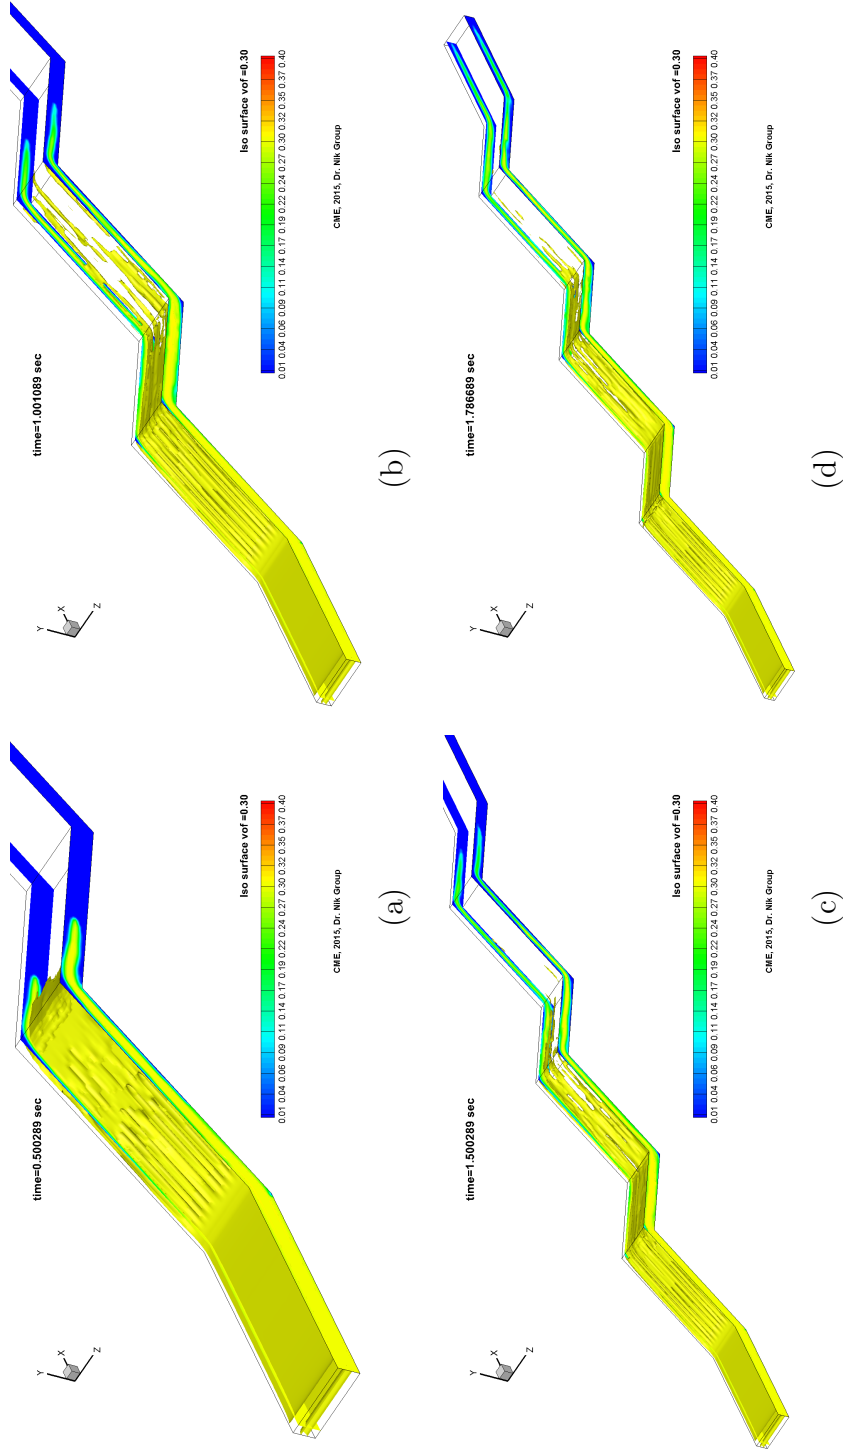 time=0.500289 sec
Y
X
Z
Iso surface vof =0.30
0.01 0.04 0.06 0.09 0.11 0.14 0.17 0.19 0.22 0.24 0.27 0.30 0.32 0.35 0.37 0.40
CME, 2015, Dr. Nik Group
(a)
time=1.001089 sec
Y
X
Z
Iso surface vof =0.30
0.01 0.04 0.06 0.09 0.11 0.14 0.17 0.19 0.22 0.24 0.27 0.30 0.32 0.35 0.37 0.40
CME, 2015, Dr. Nik Group
(b)
time=1.500289 sec
Y
X
Z
Iso surface vof =0.30
0.01 0.04 0.06 0.09 0.11 0.14 0.17 0.19 0.22 0.24 0.27 0.30 0.32 0.35 0.37 0.40
CME, 2015, Dr. Nik Group
(c)
time=1.786689 sec
Y
X
Z
Iso surface vof =0.30
0.01 0.04 0.06 0.09 0.11 0.14 0.17 0.19 0.22 0.24 0.27 0.30 0.32 0.35 0.37 0.40
CME, 2015, Dr. Nik Group
(d)